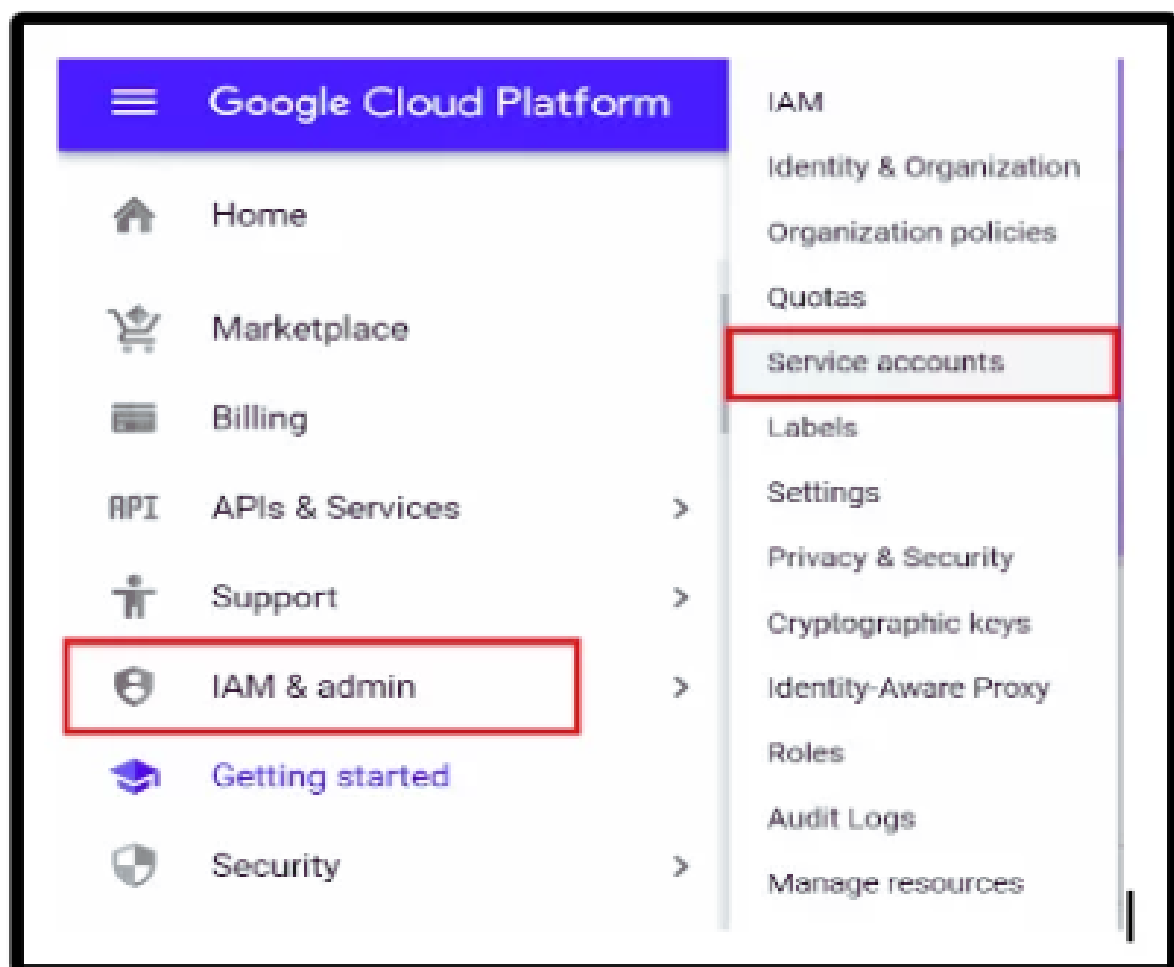 Google Cloud Platform
Home
Marketplace
Billing
API APIs & Services
Support
IAM & admin
Getting started
Security
IAM
Identity & Organization
Organization policies
Quotas
Service accounts
Labels
Settings
Privacy & Security
Cryptographic keys
Identity-Aware Proxy
Roles
Audit Logs
Manage resources